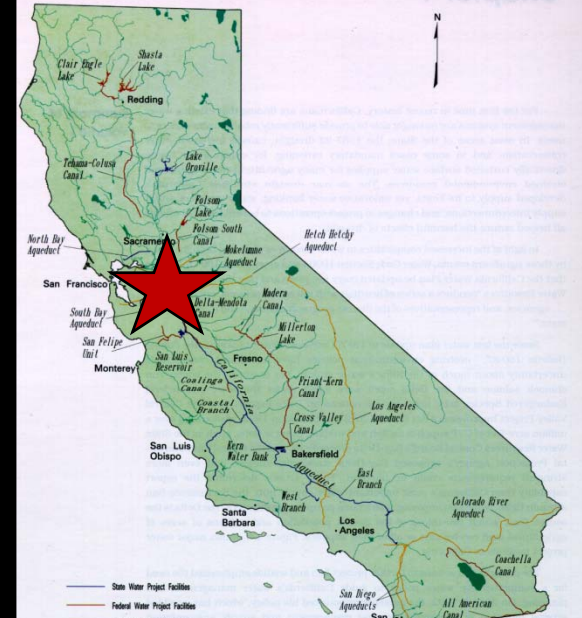 N
Clair Engle
Lake
Shasta
Lake
Redding
Tehama-Colusa
Canal
Lake
Oroville
Folsom
Lake
Folsom South
Canal
Sacramento
North Bay
Aqueduct
Mokelumne
Aqueduct
Hetch Hetchy
Aqueduct
San Francisco
South Bay
Aqueduct
Delta-Mendota
Canal
Madera
Canal
Millerton
Lake
San Felipe
Unit
San Luis
Reservoir
Fresno
Monterey
Coalinga
Canal
California
Aqueduct
Coastal
Branch
Friant-Kern
Canal
Los Angeles
Aqueduct
Cross Valley
Canal
San Luis
Obispo
Kern
Water Bank
Bakersfield
East
Branch
West
Branch
Santa
Barbara
Los
Angeles
Colorado River
Aqueduct
Coachella
Canal
San Diego
Aqueducts
All American
Canal
San
State Water Project Facilities
Federal Water Project Facilities